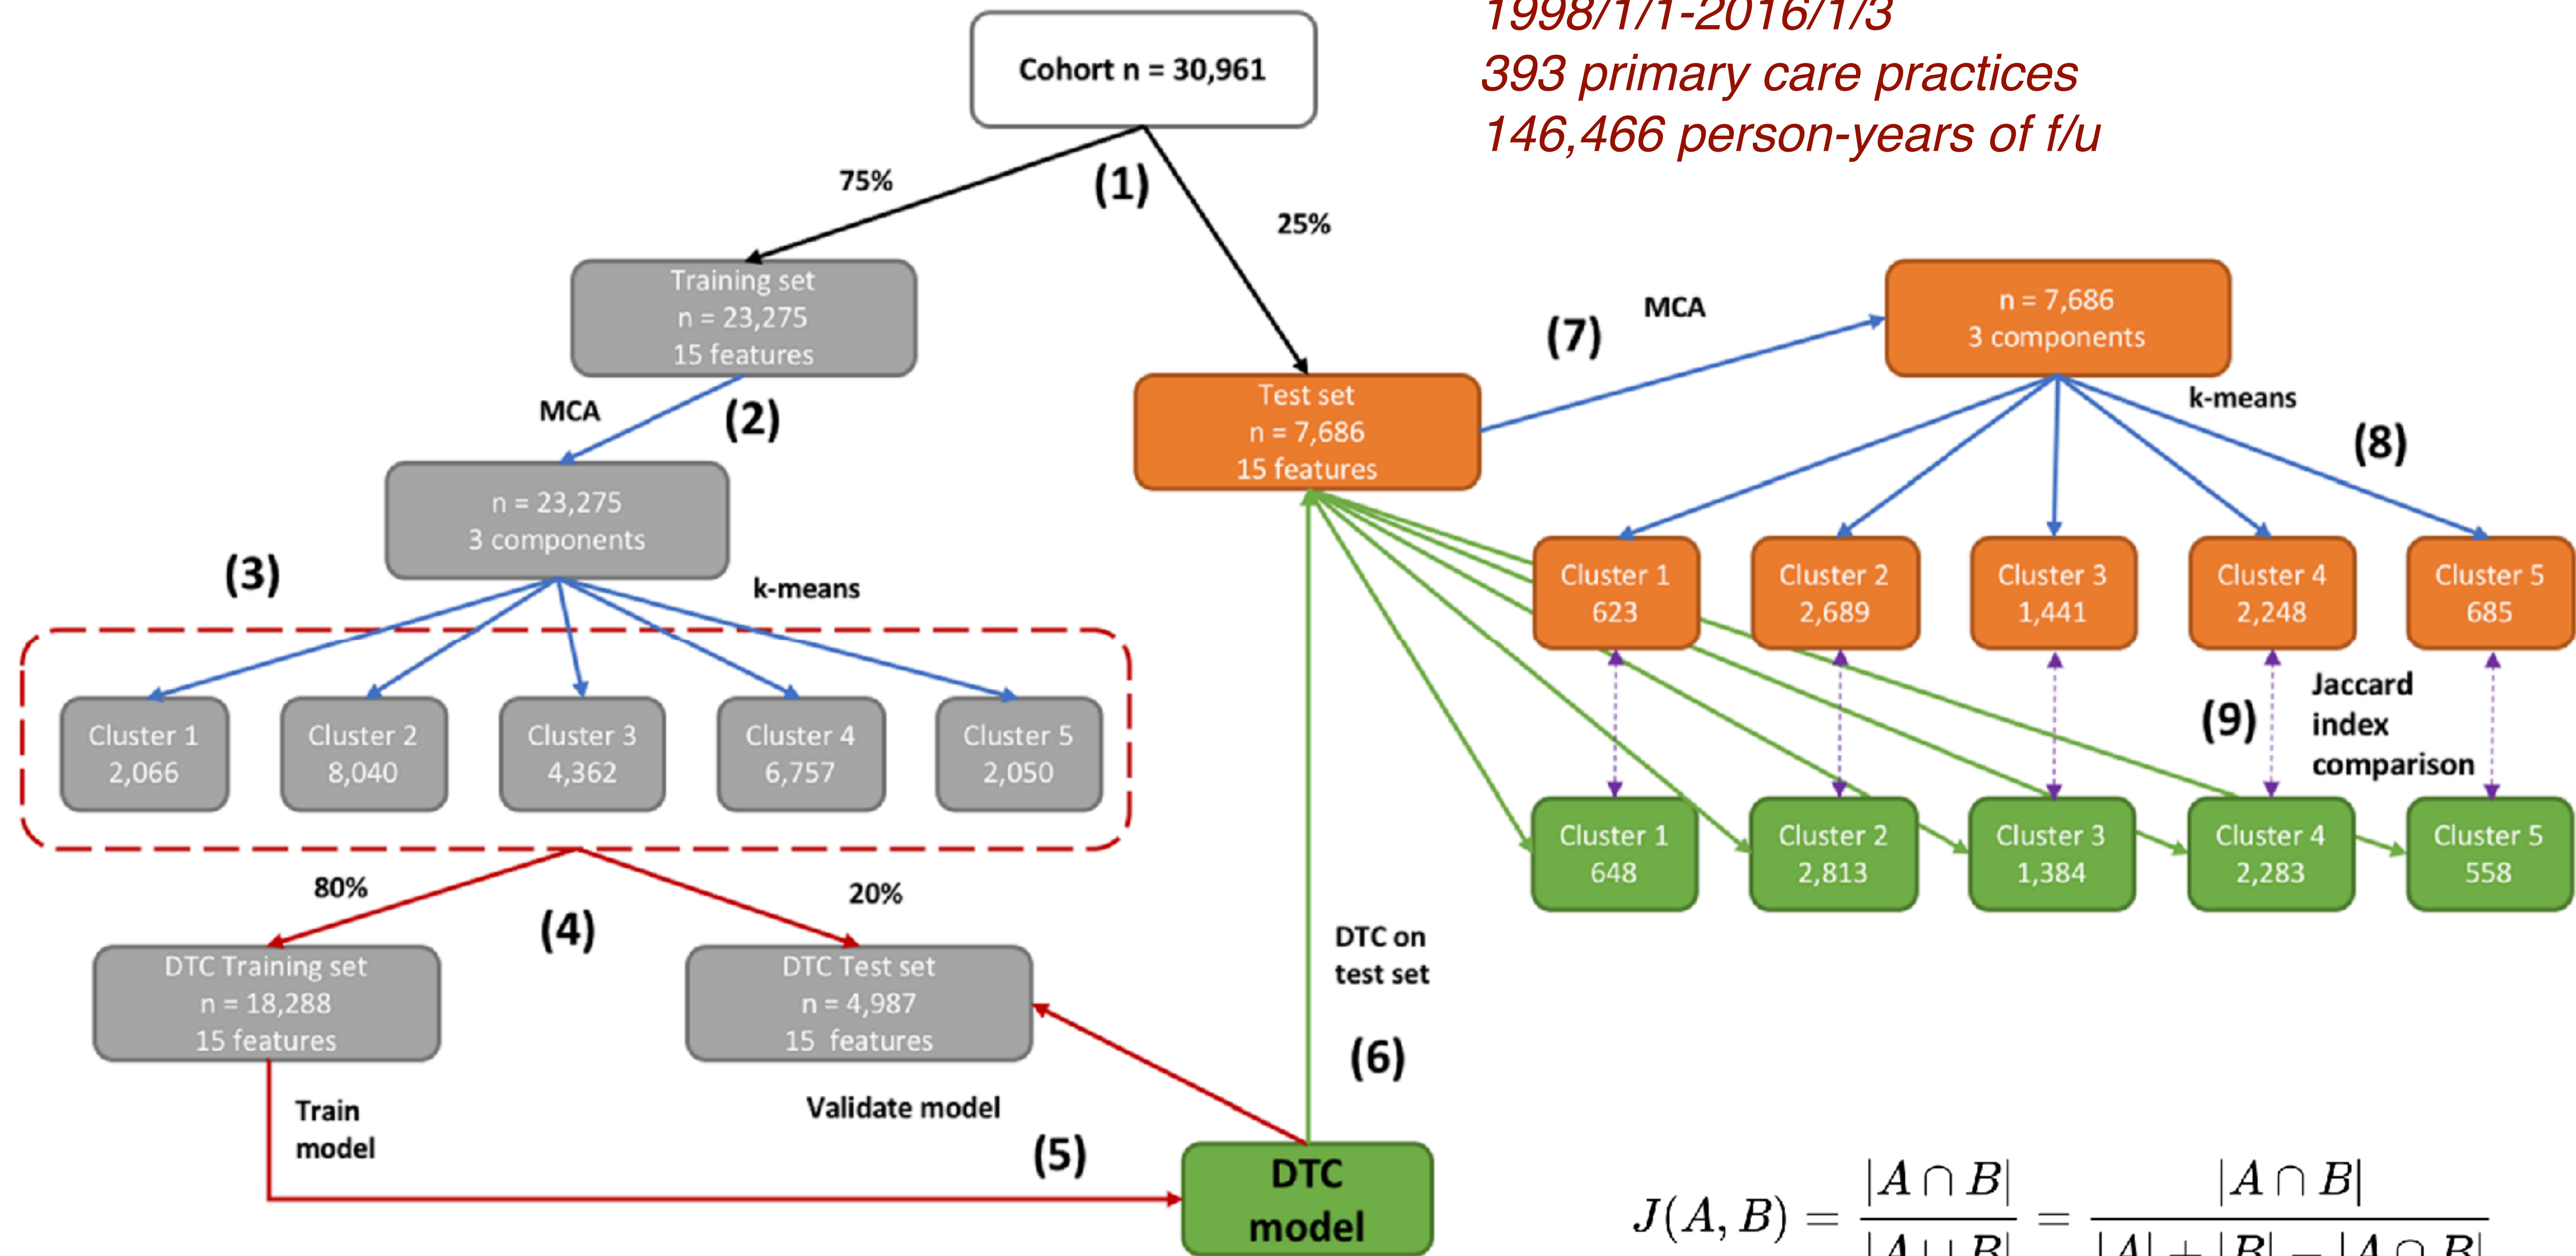 1998/1/1-2016/1/3
393 primary care practices
146,466 person-years of f/u
Cohort n = 30,961
(1)
75%
25%
Training set
n = 23,275
15 features
MCA
(2)
n = 23,275
3 components
(3)
k-means
Cluster 1
2,066
Cluster 2
8,040
Cluster 3
4,362
Cluster 4
6,757
Cluster 5
2,050
80%
20%
(4)
DTC Training set
n = 18,288
15 features
DTC Test set
n = 4,987
15 features
Train
model
Validate model
(5)
DTC
model
(6)
DTC on
test set
Test set
n = 7,686
15 features
(7)
MCA
n = 7,686
3 components
k-means
(8)
Cluster 1
623
Cluster 2
2,689
Cluster 3
1,441
Cluster 4
2,248
Cluster 5
685
(9)
Jaccard
index
comparison
Cluster 1
648
Cluster 2
2,813
Cluster 3
1,384
Cluster 4
2,283
Cluster 5
558
J(A, B) = |A ∩ B| / |A ∪ B| = |A ∩ B| / |A| + |B| − |A ∩ B|